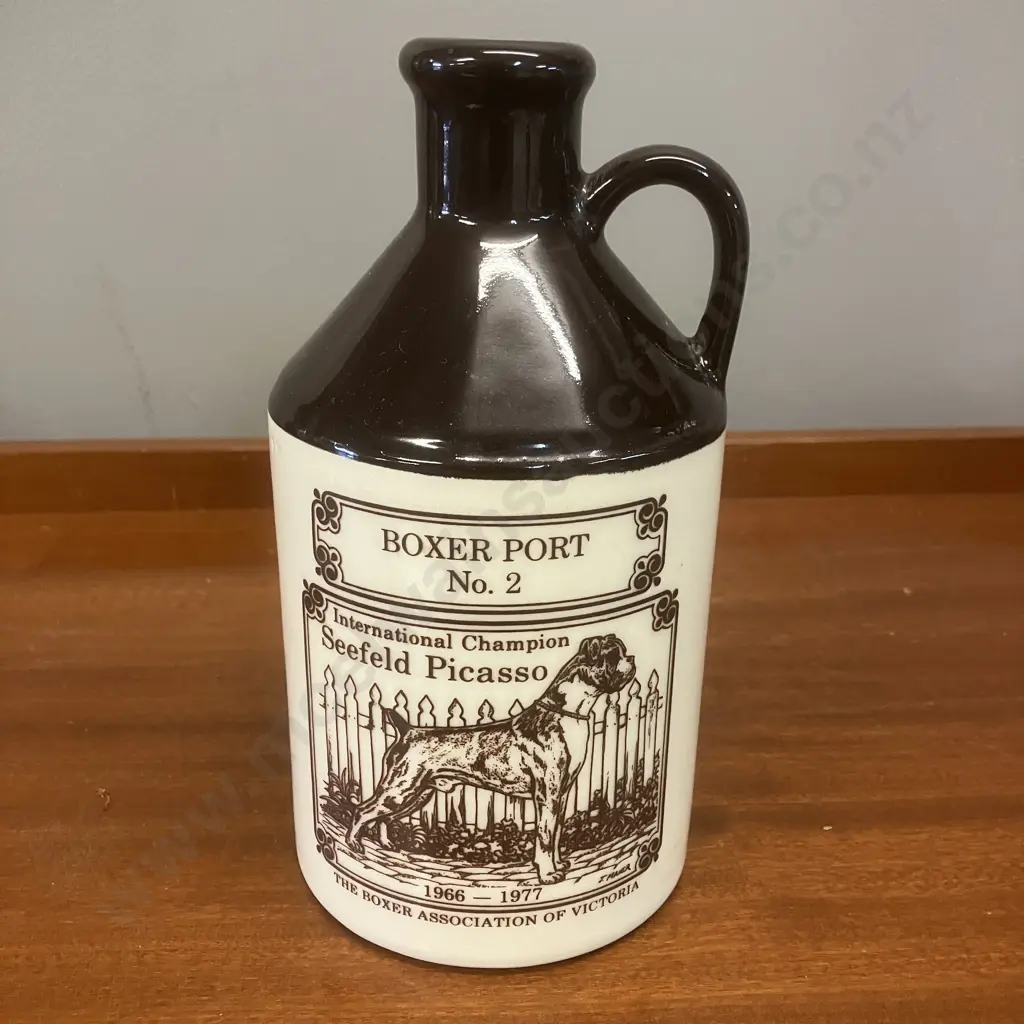 BOXER PORT
No. 2
International Champion
Seefeld Picasso
1966 — 1977
THE BOXER ASSOCIATION OF VICTORIA